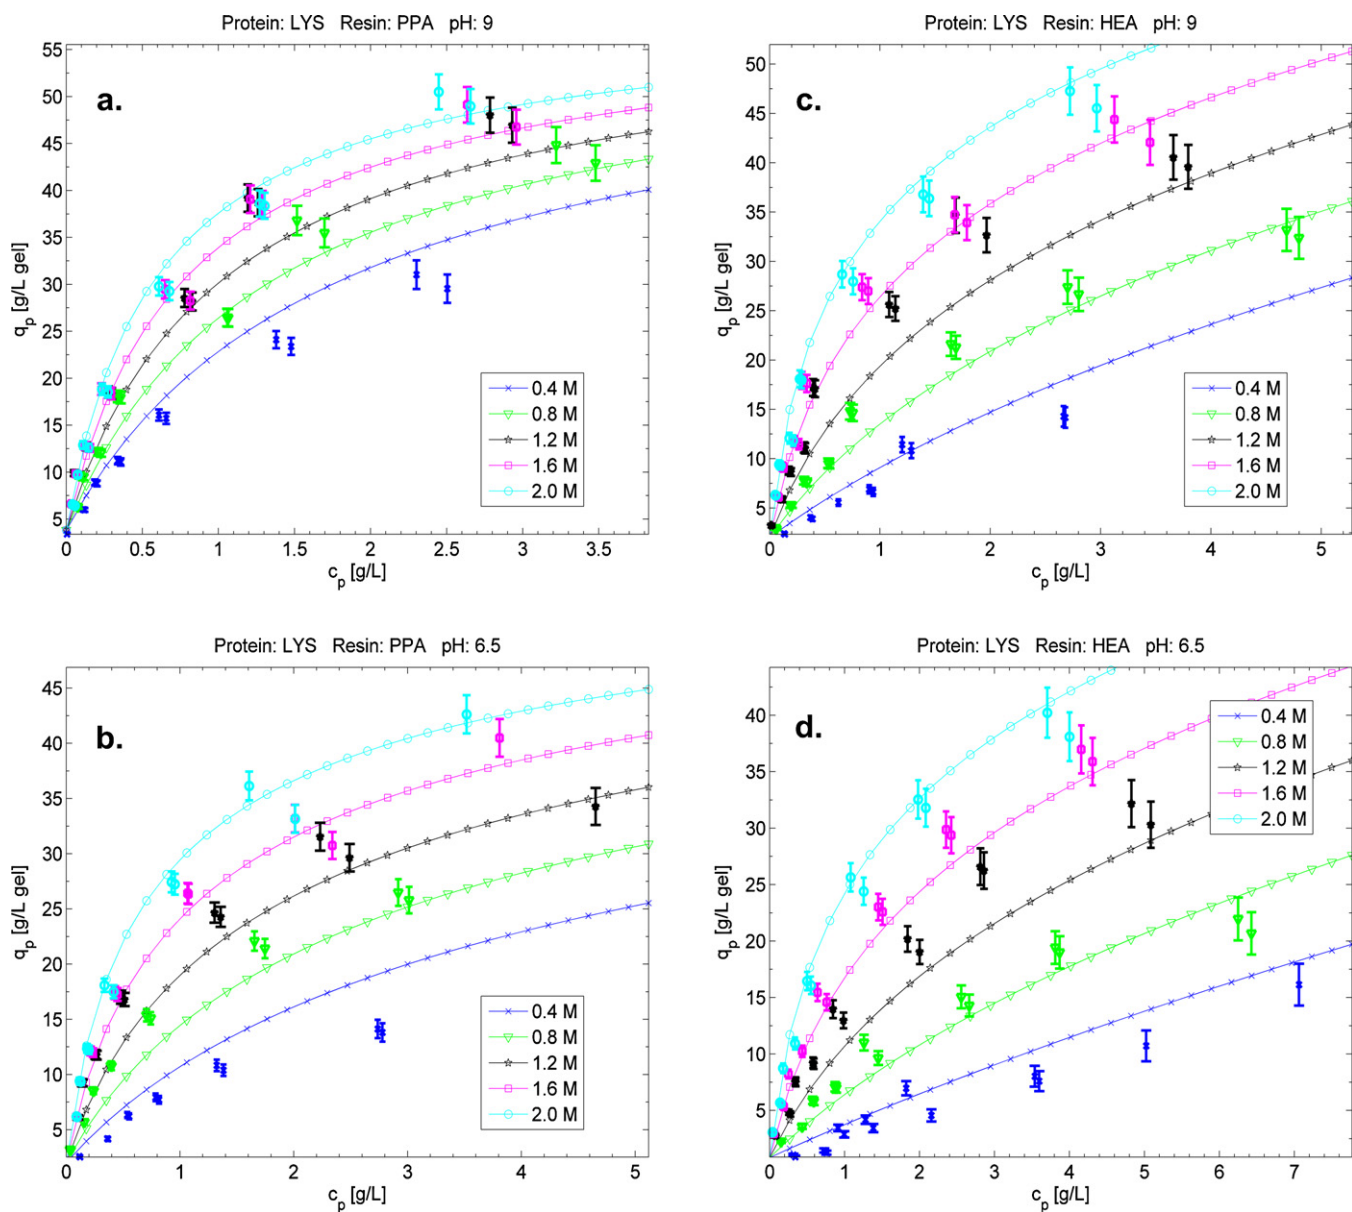 Protein: LYS Resin: PPA pH: 9
a.
55
50
45
40
35
30
25
20
15
10
5
q_p [g/L gel]
0 0.5 1 1.5 2 2.5 3 3.5
c_p [g/L]
0.4 M
0.8 M
1.2 M
1.6 M
2.0 M
Protein: LYS Resin: HEA pH: 9
c.
50
45
40
35
30
25
20
15
10
5
q_p [g/L gel]
0 1 2 3 4 5
c_p [g/L]
0.4 M
0.8 M
1.2 M
1.6 M
2.0 M
Protein: LYS Resin: PPA pH: 6.5
b.
45
40
35
30
25
20
15
10
5
q_p [g/L gel]
0 1 2 3 4 5
c_p [g/L]
0.4 M
0.8 M
1.2 M
1.6 M
2.0 M
Protein: LYS Resin: HEA pH: 6.5
d.
40
35
30
25
20
15
10
5
q_p [g/L gel]
0 1 2 3 4 5 6 7
c_p [g/L]
0.4 M
0.8 M
1.2 M
1.6 M
2.0 M